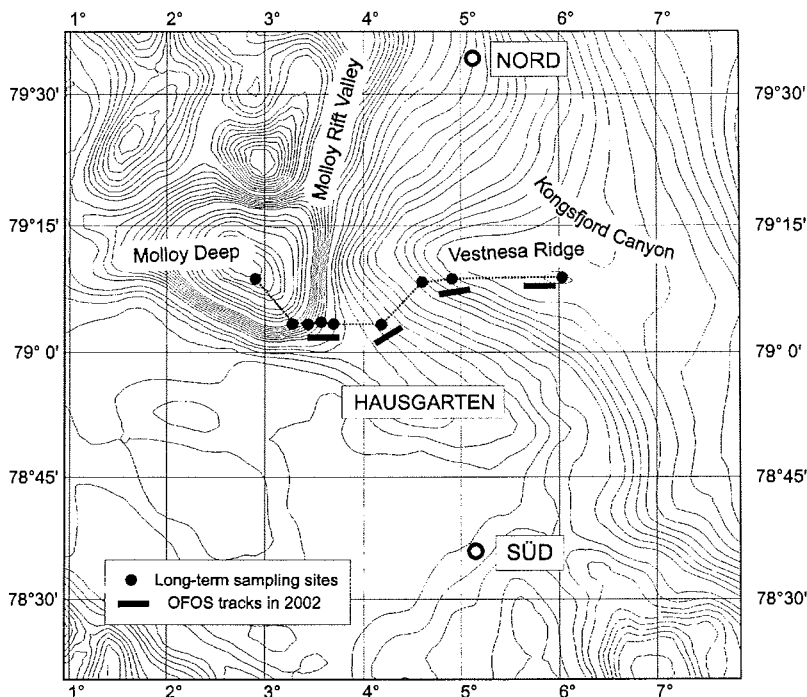 1° 2° 3° 4° 5° 6° 7°
NORD
79°30' 79°30'
Molloy Rift Valley
Kongsfjord Canyon
79°15' 79°15'
Molloy Deep
Vestnesa Ridge
79° 0' 79° 0'
HAUSGARTEN
78°45' 78°45'
SÜD
Long-term sampling sites
OFOS tracks in 2002
78°30' 78°30'
1° 2° 3° 4° 5° 6° 7°